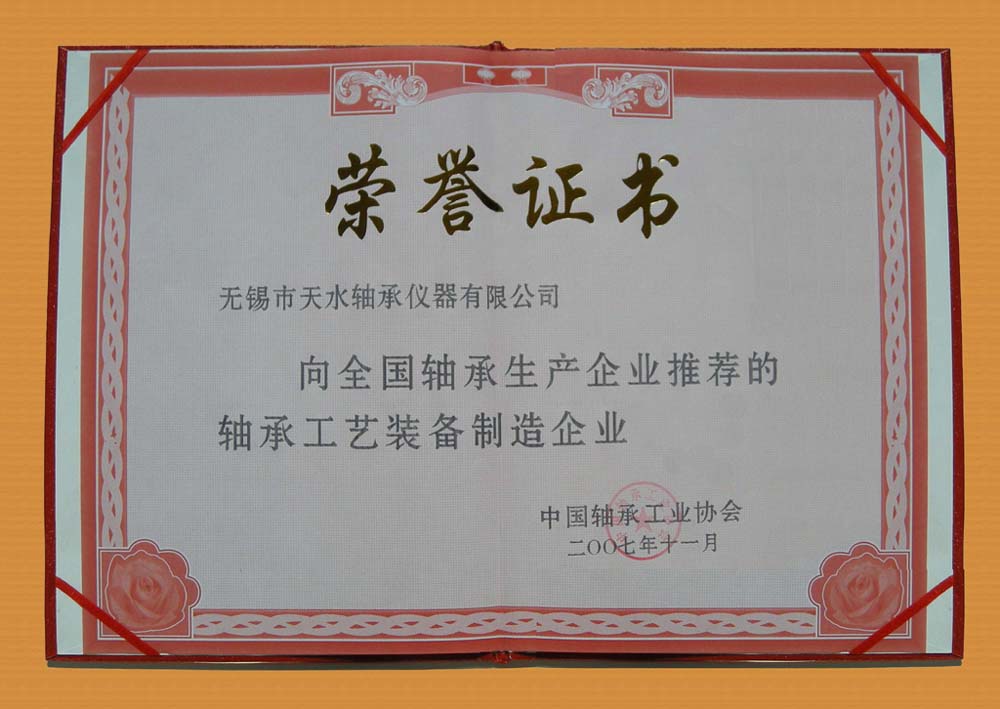 荣誉证书
无锡市天水轴承仪器有限公司
向全国轴承生产企业推荐的
轴承工艺装备制造企业
中国轴承工业协会
二〇〇七年十一月